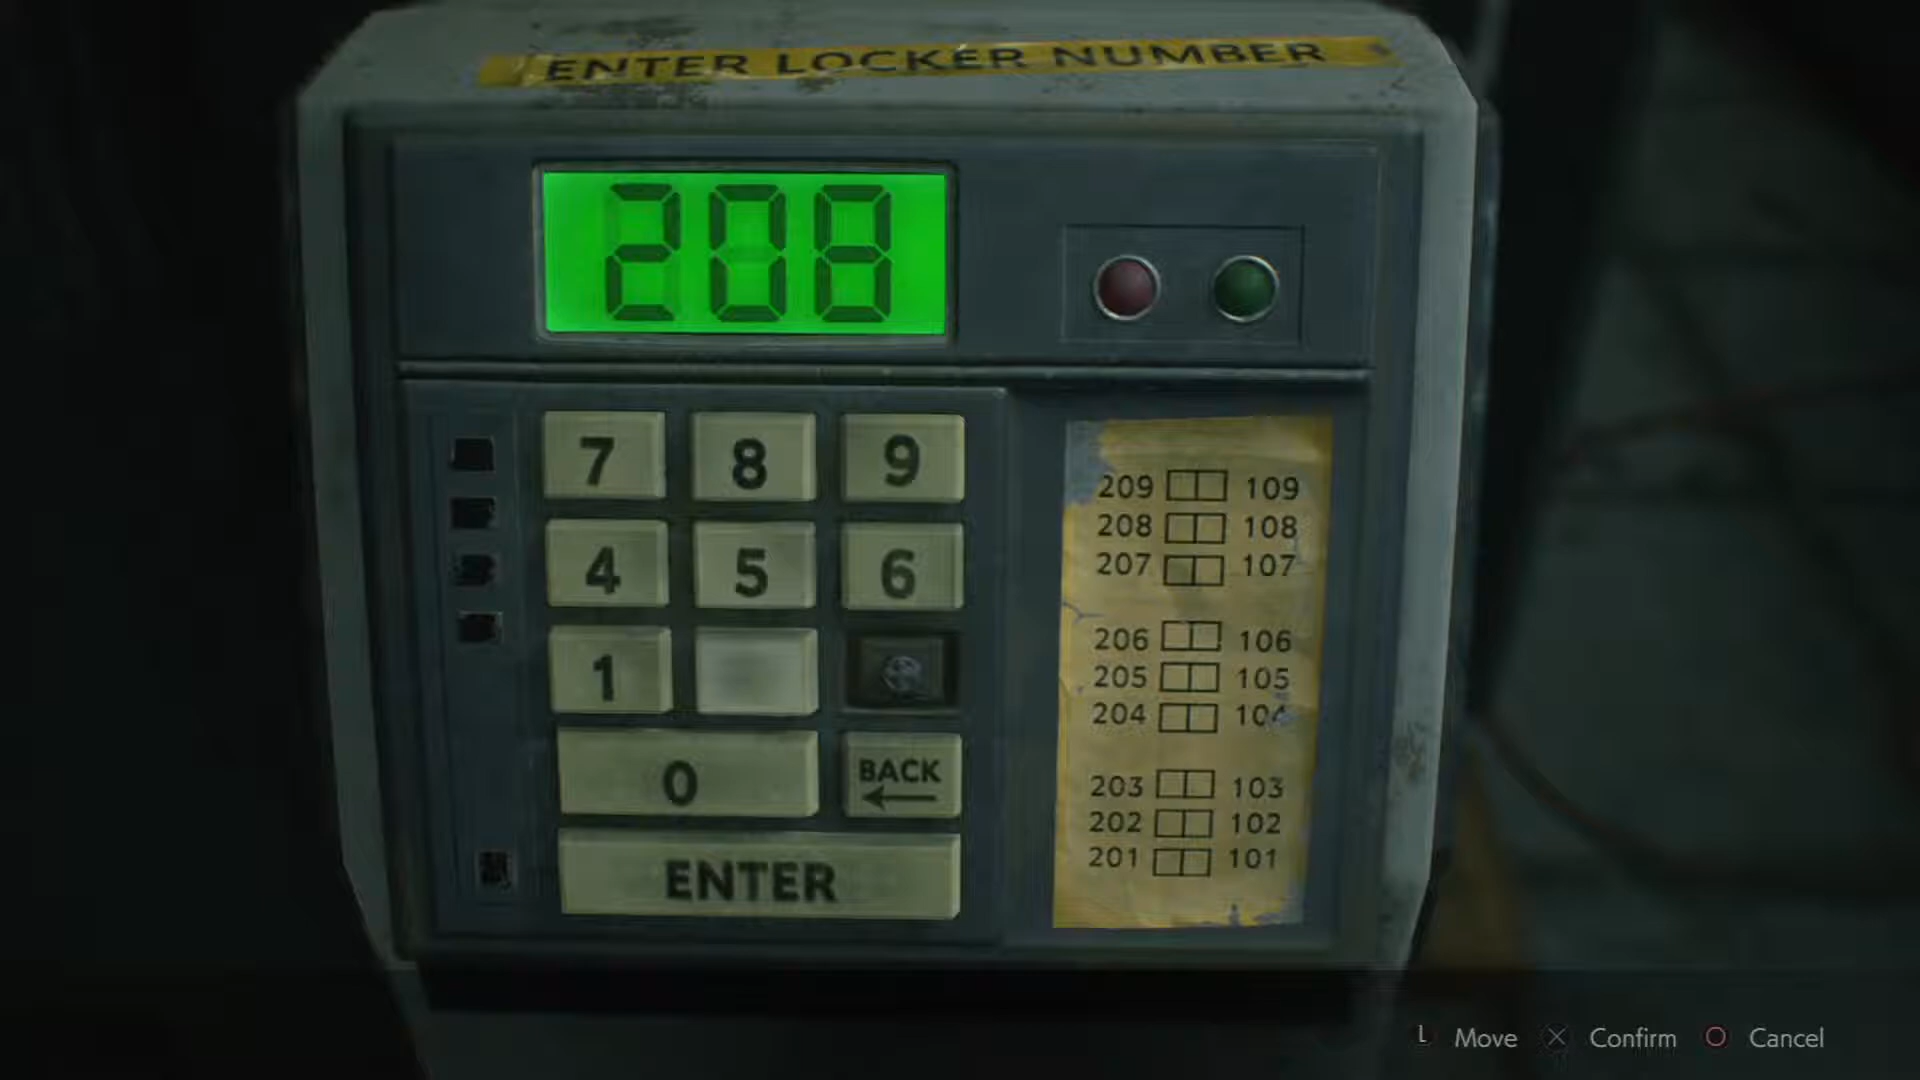 ENTER LOCKER NUMBER
208
7 8 9
4 5 6
1
0 BACK
ENTER
209 109
208 108
207 107
206 106
205 105
204 104
203 103
202 102
201 101
L Move Confirm Cancel